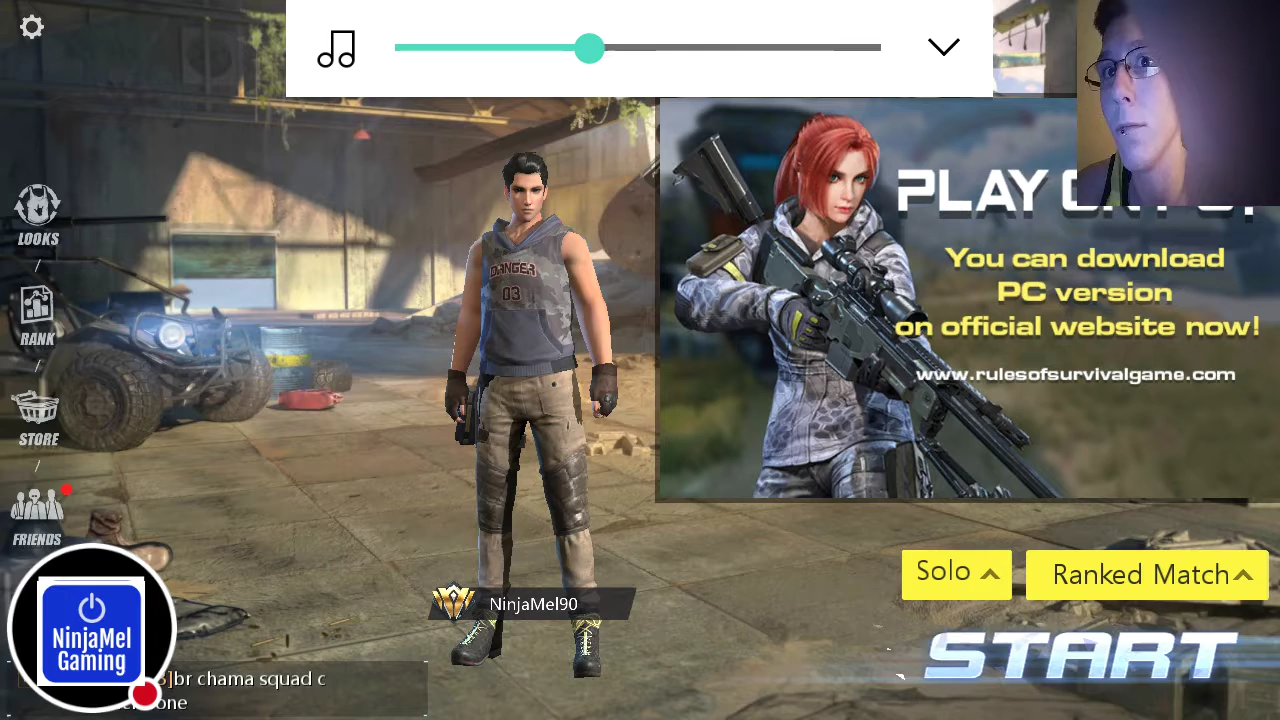 LOOKS
RANK
STORE
FRIENDS
DANGER
03
PLAY
You can download
PC version
on official website now!
www.rulesofsurvivalgame.com
NinjaMel90
Solo
Ranked Match
START
NinjaMel
Gaming
]br chama squad c
one